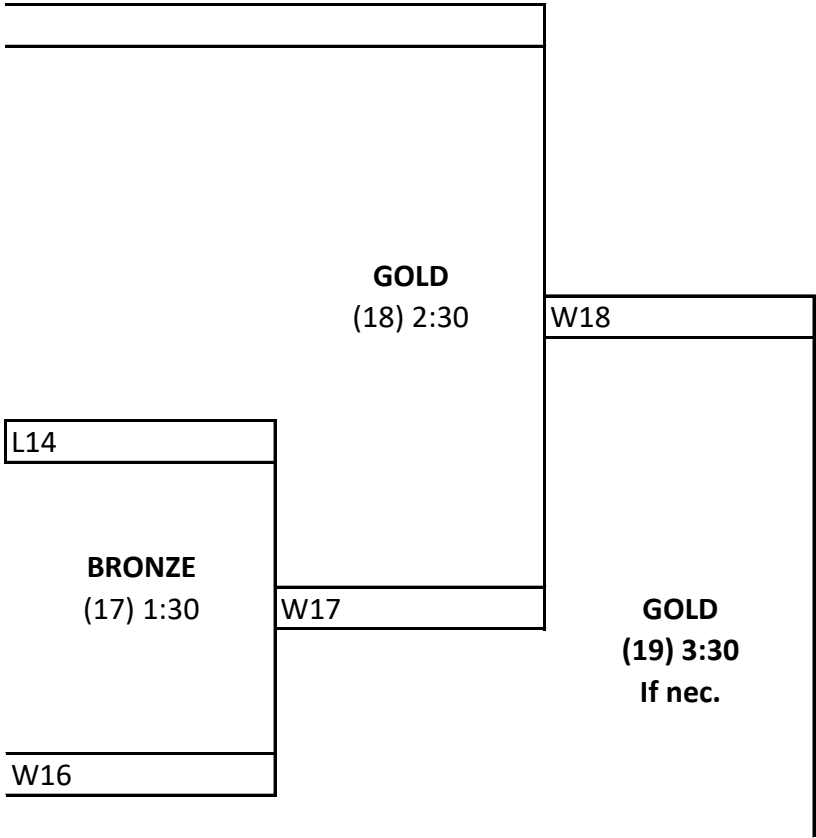 GOLD
(18) 2:30
W18
L14
BRONZE
(17) 1:30
W17
GOLD
(19) 3:30
If nec.
W16